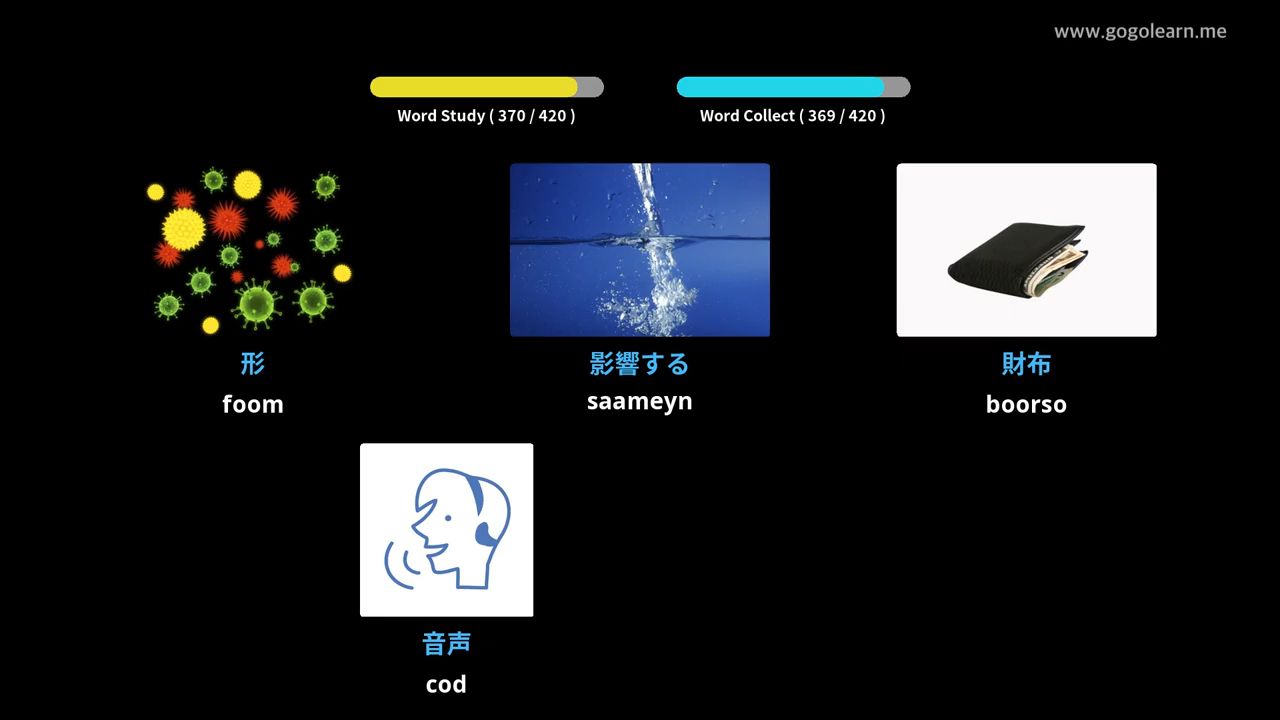 www.gogolearn.me
Word Study ( 370 / 420 )
Word Collect ( 369 / 420 )
形
foom
影響する
saameyn
財布
boorso
音声
cod